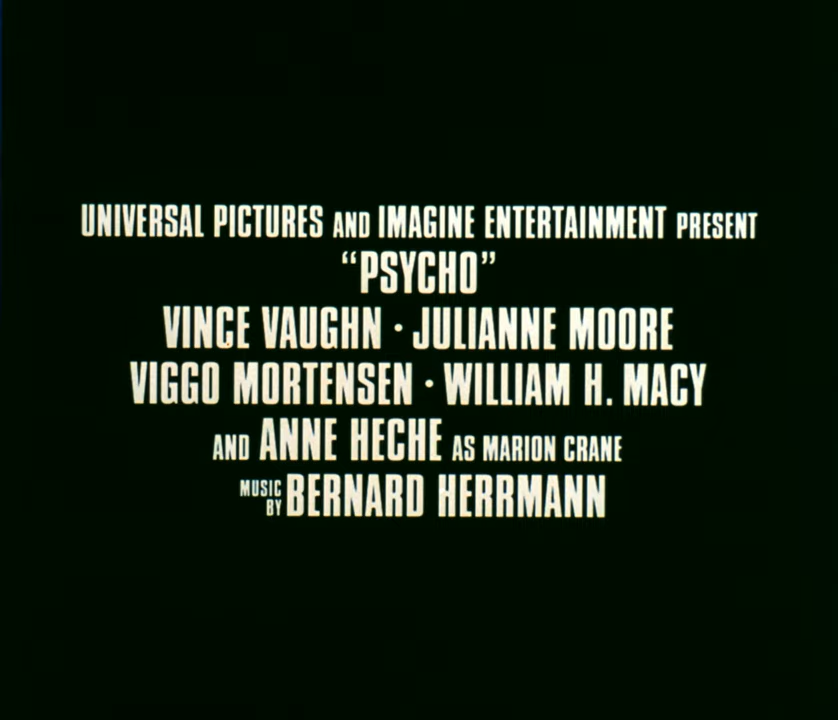 UNIVERSAL PICTURES AND IMAGINE ENTERTAINMENT PRESENT
“PSYCHO”
VINCE VAUGHN · JULIANNE MOORE
VIGGO MORTENSEN · WILLIAM H. MACY
AND ANNE HECHE AS MARION CRANE
MUSIC BY BERNARD HERRMANN